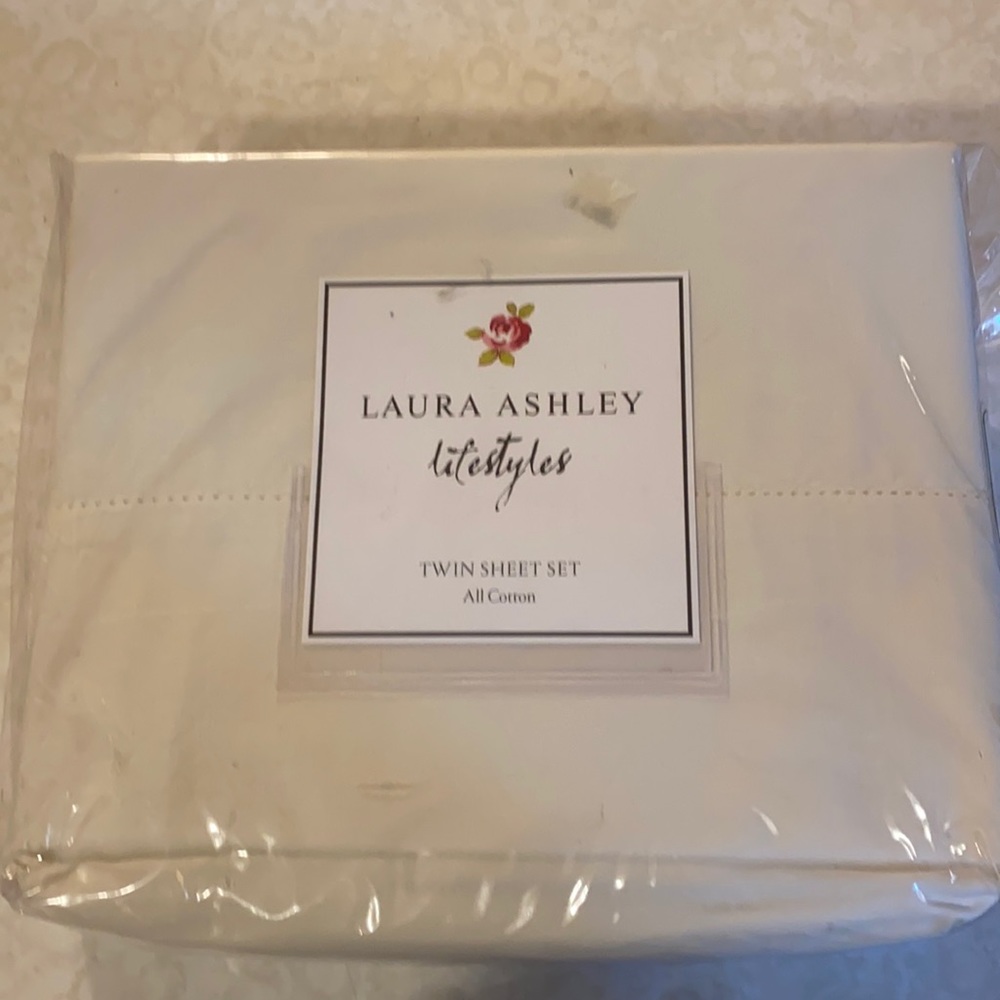 LAURA ASHLEY
lifestyles
TWIN SHEET SET
All Cotton